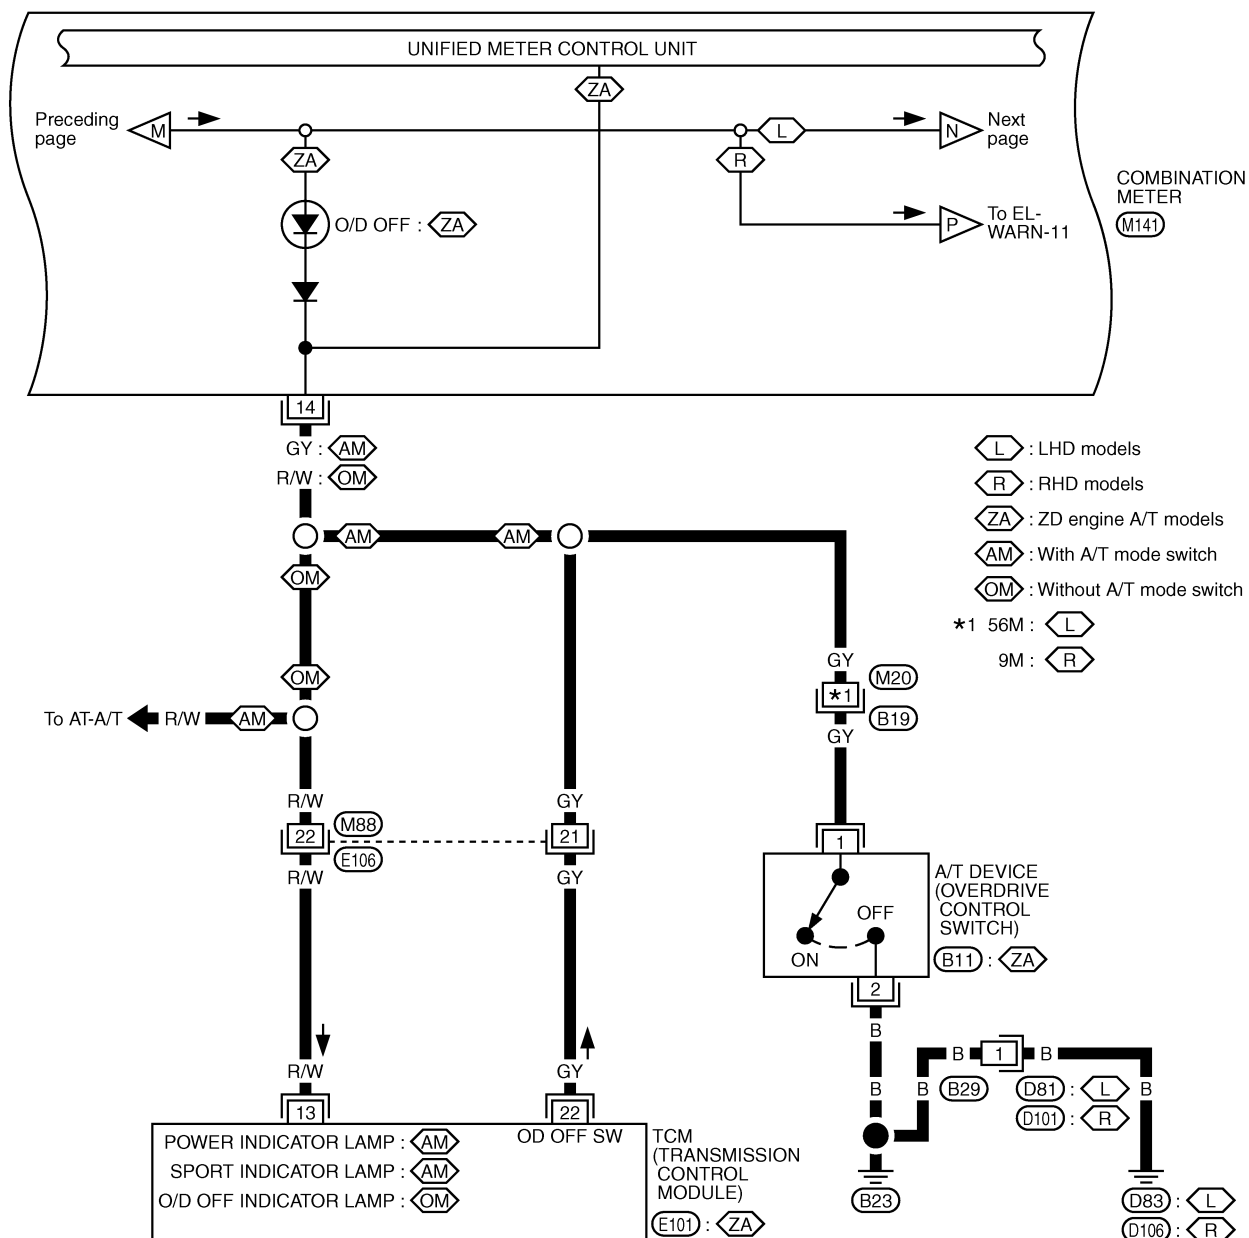 UNIFIED METER CONTROL UNIT
ZA
Preceding
page
M
L
N
Next
page
ZA
R
O/D OFF : ZA
P
To EL-
WARN-11
COMBINATION
METER
M141
14
GY : AM
R/W : OM
L : LHD models
R : RHD models
ZA : ZD engine A/T models
AM : With A/T mode switch
OM : Without A/T mode switch
*1 56M : L
9M : R
AM
AM
OM
OM
GY
M20
*1
B19
GY
To AT-A/T
R/W
AM
R/W
GY
22
M88
21
E106
R/W
GY
1
A/T DEVICE
(OVERDRIVE
CONTROL
SWITCH)
OFF
ON
B11 : ZA
2
B
B
1
B
B
B
B29
D81 : L
B
D101 : R
R/W
GY
13
22
OD OFF SW
POWER INDICATOR LAMP : AM
SPORT INDICATOR LAMP : AM
O/D OFF INDICATOR LAMP : OM
TCM
(TRANSMISSION
CONTROL
MODULE)
E101 : ZA
B23
D83 : L
D106 : R